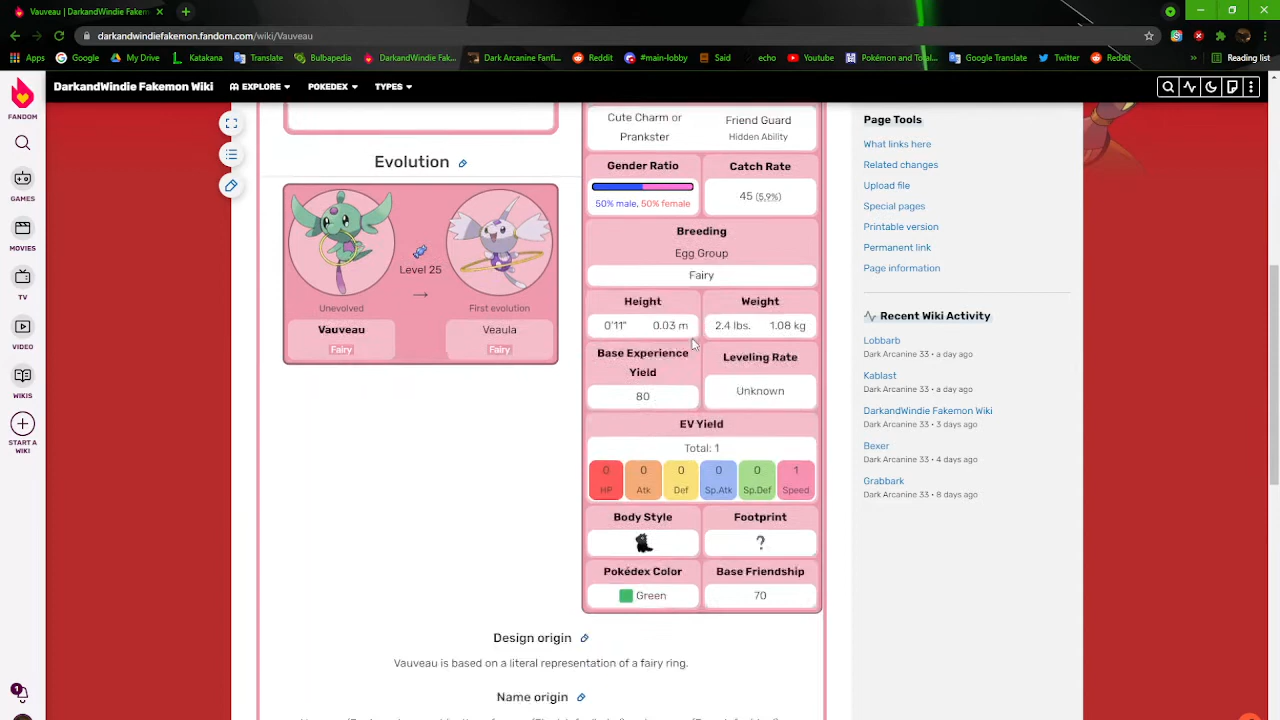 Vauveau | DarkandWindie Fakem
darkandwindiefakemon.fandom.com/wiki/Vauveau
Apps
Google
My Drive
Katakana
Translate
Bulbapedia
DarkandWindie Fak...
Dark Arcanine Fanfi...
Reddit
#main-lobby
Said
echo
Youtube
Pokémon and Total...
Google Translate
Twitter
Reddit
»
Reading list
DarkandWindie Fakemon Wiki
EXPLORE
POKEDEX
TYPES
FANDOM
GAMES
MOVIES
TV
VIDEO
WIKIS
START A
WIKI
1
Evolution
Level 25
→
Unevolved
First evolution
Vauveau
Veaula
Fairy
Fairy
Cute Charm or
Prankster
Friend Guard
Hidden Ability
Gender Ratio
Catch Rate
50% male, 50% female
45 (5.9%)
Breeding
Egg Group
Fairy
Height
Weight
0'11" 0.03 m
2.4 lbs. 1.08 kg
Base Experience
Yield
Leveling Rate
80
Unknown
EV Yield
Total: 1
0 0 0 0 0 1
HP Atk Def Sp.Atk Sp.Def Speed
Body Style
Footprint
?
Pokédex Color
Base Friendship
Green
70
Design origin
Vauveau is based on a literal representation of a fairy ring.
Name origin
Page Tools
What links here
Related changes
Upload file
Special pages
Printable version
Permanent link
Page information
Recent Wiki Activity
Lobbarb
Dark Arcanine 33 • a day ago
Kablast
Dark Arcanine 33 • a day ago
DarkandWindie Fakemon Wiki
Dark Arcanine 33 • 3 days ago
Bexer
Dark Arcanine 33 • 4 days ago
Grabbark
Dark Arcanine 33 • 8 days ago